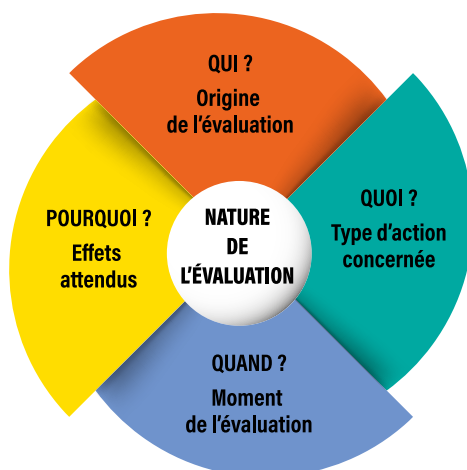 QUI ?
Origine
de l'évaluation
QUOI ?
Type d'action
concernée
POURQUOI ?
Effets
attendus
NATURE
DE
L'ÉVALUATION
QUAND ?
Moment
de l'évaluation